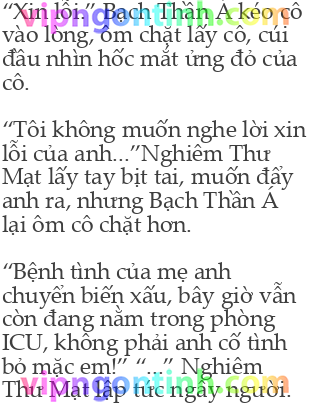 “Xin lỗi.” Bạch Thần Á kéo cô
vào lòng, ôm chặt lấy cô, cúi
đầu nhìn hốc mắt ửng đỏ của
cô.
“Tôi không muốn nghe lời xin
lỗi của anh...”Nghiêm Thư
Mạt lấy tay bịt tai, muốn đẩy
anh ra, nhưng Bạch Thần Á
lại ôm cô chặt hơn.
“Bệnh tình của mẹ anh
chuyển biến xấu, bây giờ vẫn
còn đang nằm trong phòng
ICU, không phải anh cố tình
bỏ mặc em!” “...” Nghiêm
Thư Mạt lập tức ngây người.
vipngontinh.com
vipngontinh.com